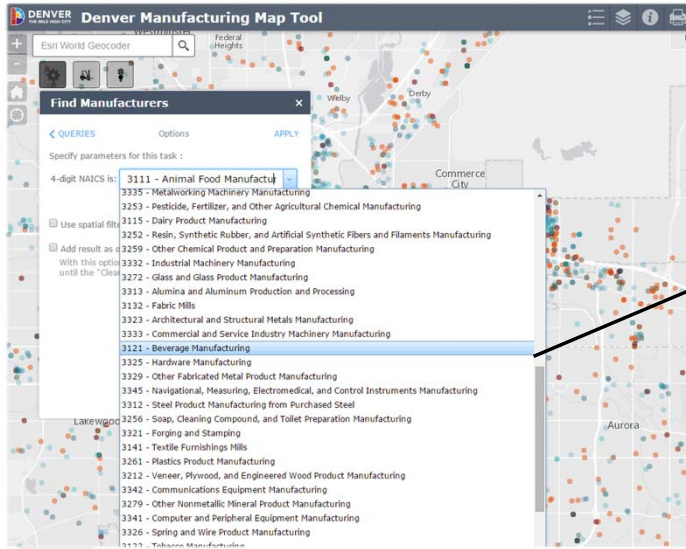 DENVER
THE MILE HIGH CITY
Denver Manufacturing Map Tool
Westminster
Federal
Heights
Esri World Geocoder
Welby
Derby
Commerce
City
Find Manufacturers
×
QUERIES
Options
APPLY
Specify parameters for this task :
4-digit NAICS is:
3111 - Animal Food Manufactur
3335 - Metalworking Machinery Manufacturing
3253 - Pesticide, Fertilizer, and Other Agricultural Chemical Manufacturing
3115 - Dairy Product Manufacturing
3252 - Resin, Synthetic Rubber, and Artificial Synthetic Fibers and Filaments Manufacturing
Use spatial filte
3259 - Other Chemical Product and Preparation Manufacturing
Add result as o
3332 - Industrial Machinery Manufacturing
With this optio
until the "Clea
3272 - Glass and Glass Product Manufacturing
3313 - Alumina and Aluminum Production and Processing
3132 - Fabric Mills
3323 - Architectural and Structural Metals Manufacturing
3333 - Commercial and Service Industry Machinery Manufacturing
3121 - Beverage Manufacturing
3325 - Hardware Manufacturing
3329 - Other Fabricated Metal Product Manufacturing
3345 - Navigational, Measuring, Electromedical, and Control Instruments Manufacturing
3312 - Steel Product Manufacturing from Purchased Steel
3256 - Soap, Cleaning Compound, and Toilet Preparation Manufacturing
Lakewood
Aurora
3321 - Forging and Stamping
3141 - Textile Furnishings Mills
3261 - Plastics Product Manufacturing
3212 - Veneer, Plywood, and Engineered Wood Product Manufacturing
3342 - Communications Equipment Manufacturing
3279 - Other Nonmetallic Mineral Product Manufacturing
3341 - Computer and Peripheral Equipment Manufacturing
3326 - Spring and Wire Product Manufacturing
3122 - Tobacco Manufacturing